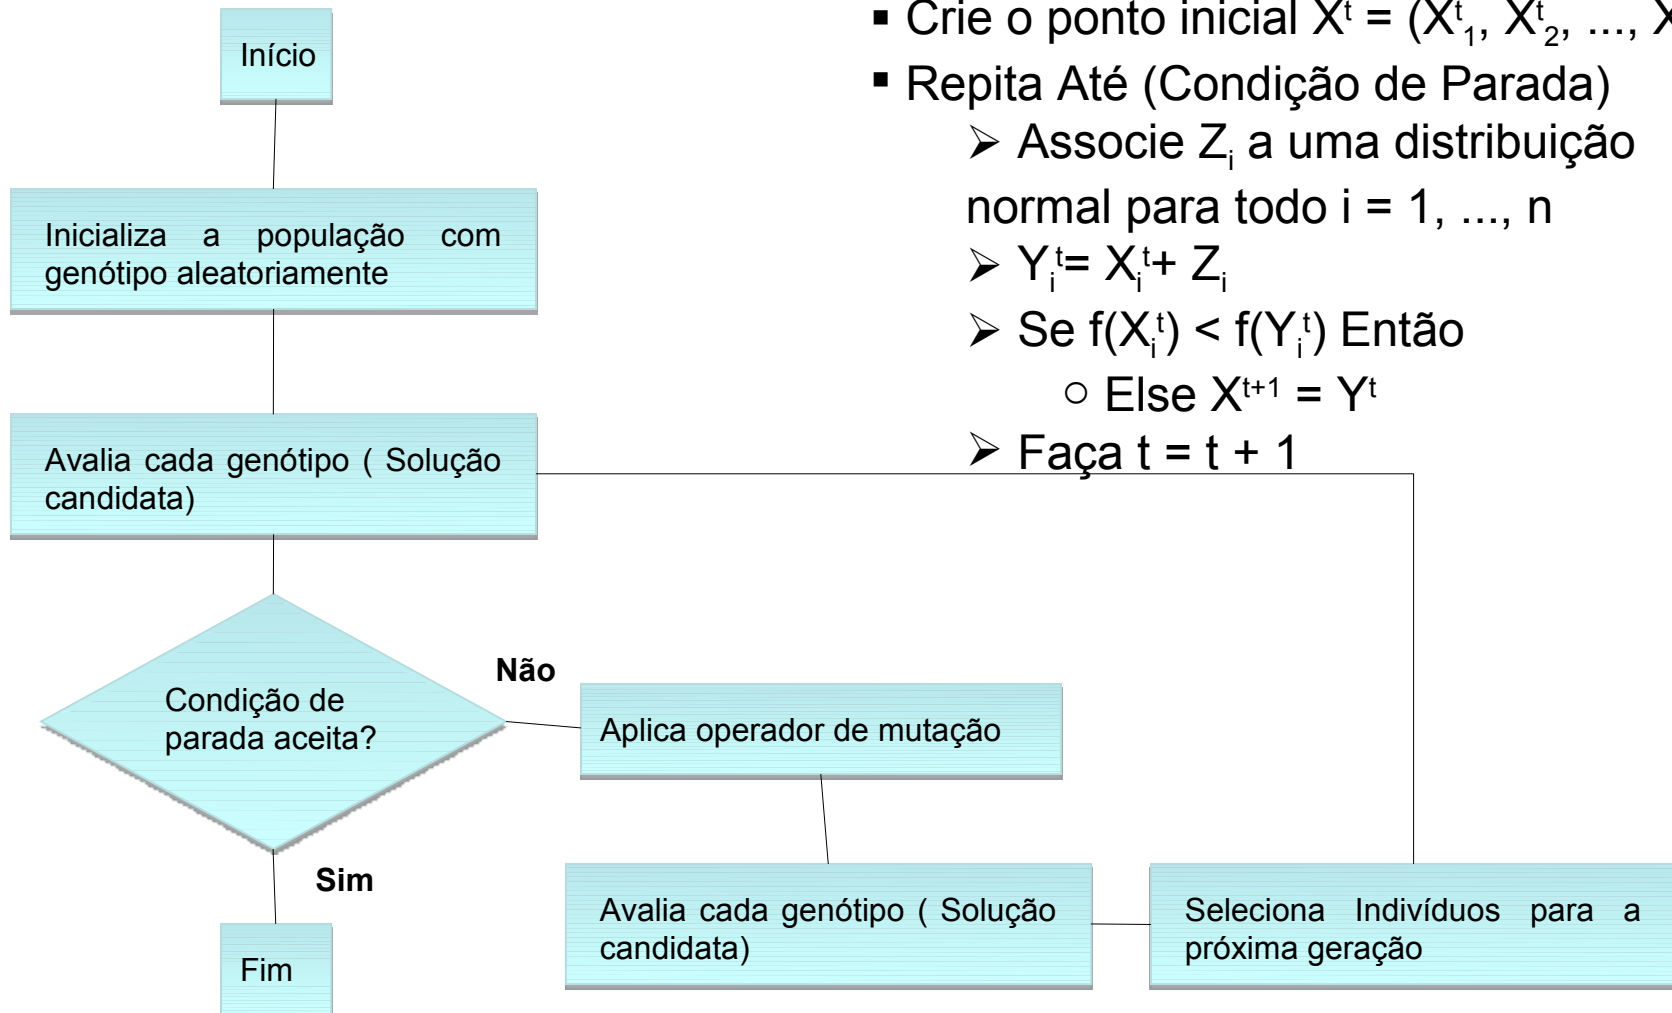 Início
Inicializa a população com
genótipo aleatoriamente
Avalia cada genótipo ( Solução
candidata)
Condição de
parada aceita?
Não
Sim
Fim
Aplica operador de mutação
Avalia cada genótipo ( Solução
candidata)
Seleciona Indivíduos para a
próxima geração
▪ Crie o ponto inicial Xᵗ = (Xᵗ₁, Xᵗ₂, ...,
▪ Repita Até (Condição de Parada)
➢ Associe Zᵢ a uma distribuição
normal para todo i = 1, ..., n
➢ Yᵢᵗ= Xᵢᵗ+ Zᵢ
➢ Se f(Xᵢᵗ) < f(Yᵢᵗ) Então
○ Else Xᵗ⁺¹ = Yᵗ
➢ Faça t = t + 1